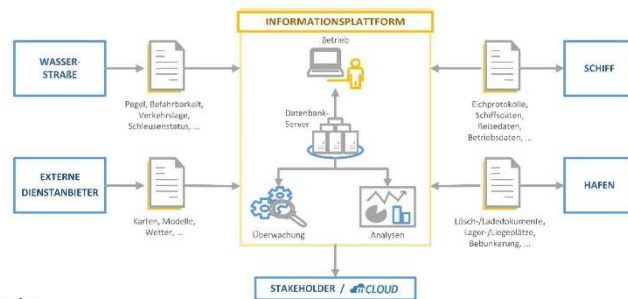 INFORMATIONSPLATTFORM
Betrieb
WASSER-
STRAßE
Pegel, Befahrbarkeit,
Verkehrslage,
Schleusenstatus, ...
Datenbank-
Server
Eichprotokolle,
Schiffsdaten,
Reisedaten,
Betriebsdaten, ...
SCHIFF
EXTERNE
DIENSTANBIETER
Karten, Modelle,
Wetter, ...
Überwachung
Analysen
Lösch-/Ladedokumente,
Lager-/Liegeplätze,
Bebunkerung, ...
HAFEN
STAKEHOLDER / CLOUD